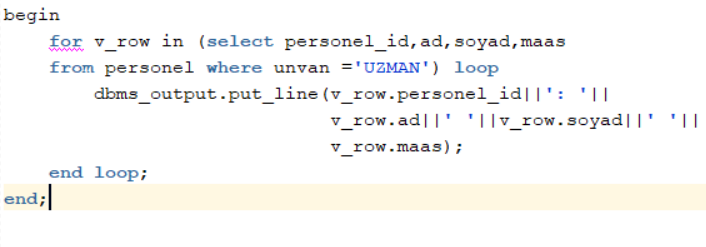 begin
for v_row in (select personel_id,ad,soyad,maas
from personel where unvan ='UZMAN') loop
dbms_output.put_line(v_row.personel_id||': '||
v_row.ad||' '||v_row.soyad||' '||
v_row.maas);
end loop;
end;